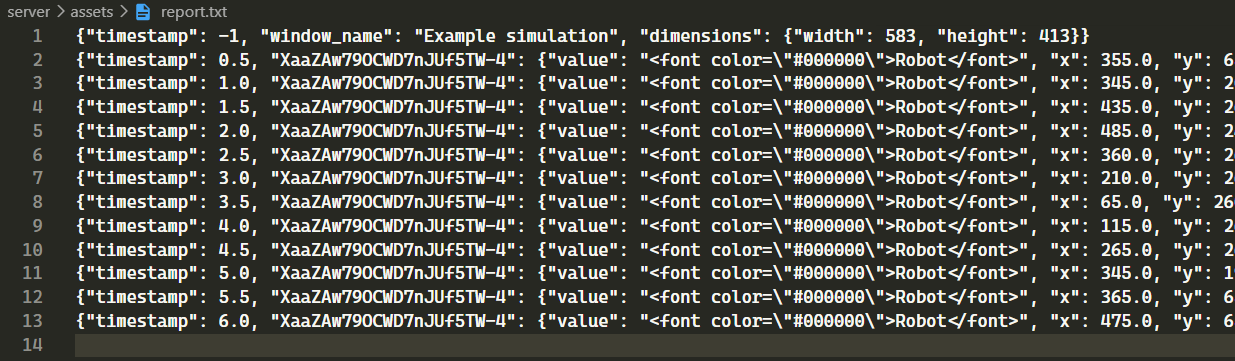 server > assets > report.txt
1 {"timestamp": -1, "window_name": "Example simulation", "dimensions": {"width": 583, "height": 413}}
2 {"timestamp": 0.5, "XaaZAw79OCWD7nJUf5TW-4": {"value": "<font color=\"#000000\">Robot</font>", "x": 355.0, "y": 6
3 {"timestamp": 1.0, "XaaZAw79OCWD7nJUf5TW-4": {"value": "<font color=\"#000000\">Robot</font>", "x": 345.0, "y": 2
4 {"timestamp": 1.5, "XaaZAw79OCWD7nJUf5TW-4": {"value": "<font color=\"#000000\">Robot</font>", "x": 435.0, "y": 2
5 {"timestamp": 2.0, "XaaZAw79OCWD7nJUf5TW-4": {"value": "<font color=\"#000000\">Robot</font>", "x": 485.0, "y": 2
6 {"timestamp": 2.5, "XaaZAw79OCWD7nJUf5TW-4": {"value": "<font color=\"#000000\">Robot</font>", "x": 360.0, "y": 2
7 {"timestamp": 3.0, "XaaZAw79OCWD7nJUf5TW-4": {"value": "<font color=\"#000000\">Robot</font>", "x": 210.0, "y": 2
8 {"timestamp": 3.5, "XaaZAw79OCWD7nJUf5TW-4": {"value": "<font color=\"#000000\">Robot</font>", "x": 65.0, "y": 26
9 {"timestamp": 4.0, "XaaZAw79OCWD7nJUf5TW-4": {"value": "<font color=\"#000000\">Robot</font>", "x": 115.0, "y": 2
10 {"timestamp": 4.5, "XaaZAw79OCWD7nJUf5TW-4": {"value": "<font color=\"#000000\">Robot</font>", "x": 265.0, "y": 2
11 {"timestamp": 5.0, "XaaZAw79OCWD7nJUf5TW-4": {"value": "<font color=\"#000000\">Robot</font>", "x": 345.0, "y": 1
12 {"timestamp": 5.5, "XaaZAw79OCWD7nJUf5TW-4": {"value": "<font color=\"#000000\">Robot</font>", "x": 365.0, "y": 6
13 {"timestamp": 6.0, "XaaZAw79OCWD7nJUf5TW-4": {"value": "<font color=\"#000000\">Robot</font>", "x": 475.0, "y": 6
14